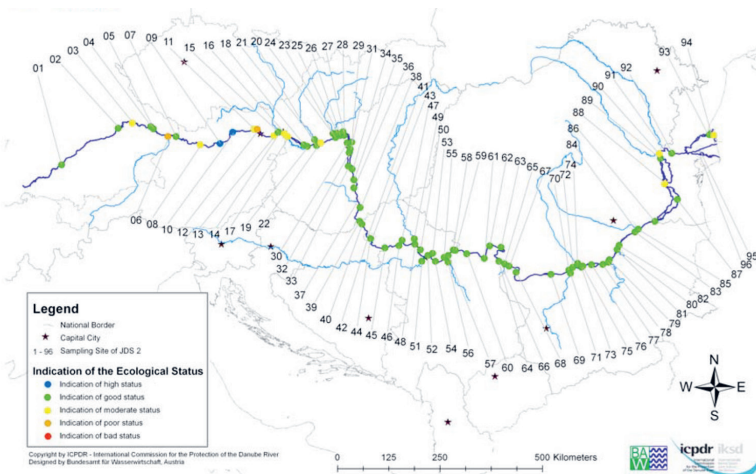 01 02 03 04 05 07 09 11 15 16 18 21 20 24 23 25 26 27 28 29 31 34 35 36 38 41 43 47 49 50 53 55 58 59 61 62 63 65 67 70 72 74 84 86 88 89 90 91 92 93 94
06 08 10 12 13 14 17 19 22 30 32 33 37 39 40 42 44 45 46 48 51 52 54 56 57 60 64 66 68 69 71 73 75 76 77 78 79 81 80 82 83 85 87 96 95
Legend
National Border
Capital City
1 - 96 Sampling Site of JDS 2
Indication of the Ecological Status
Indication of high status
Indication of good status
Indication of moderate status
Indication of poor status
Indication of bad status
Copyright by ICPDR - International Commission for the Protection of the Danube River
Designed by Bundesamt für Wasserwirtschaft, Austria
0 125 250 500 Kilometers
N
W E
S
BAW
icpdr iksd